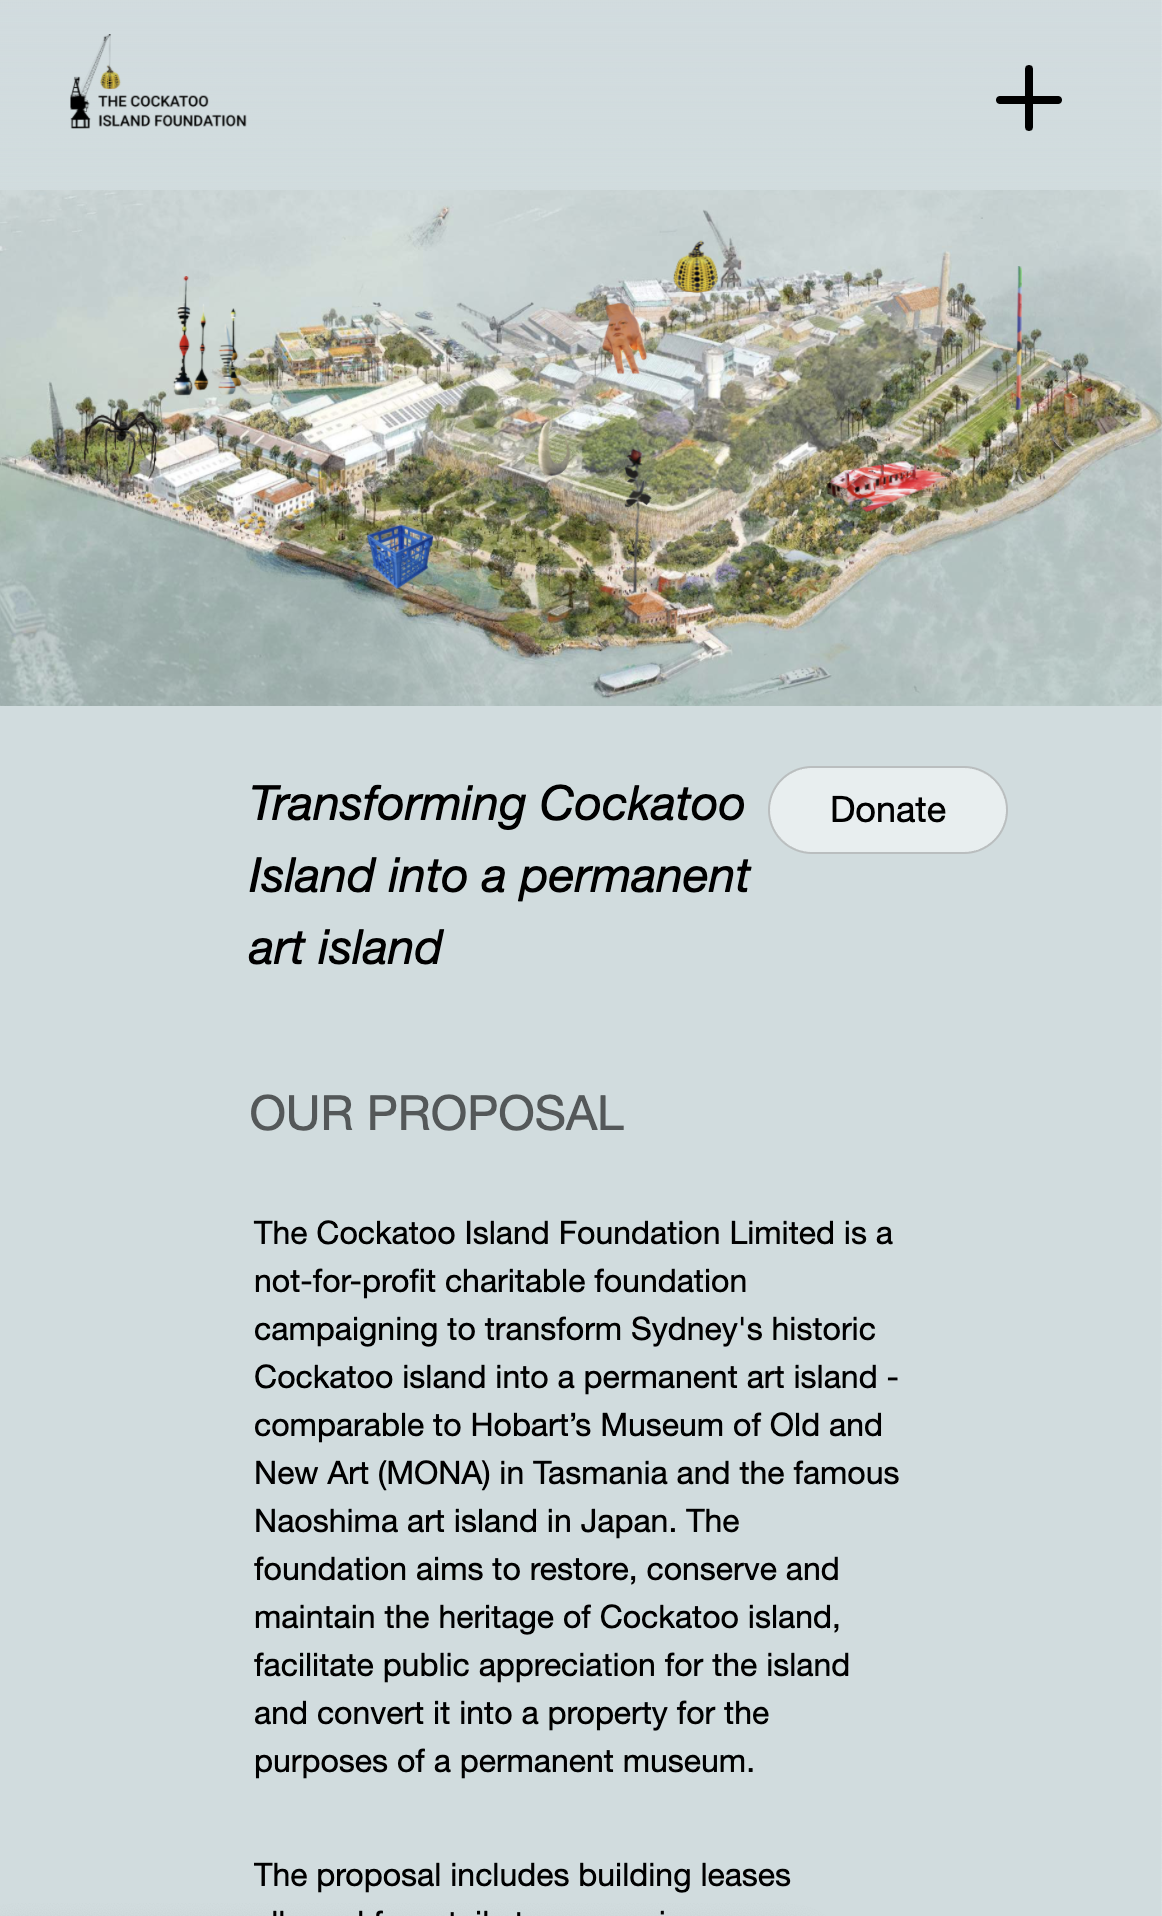 THE COCKATOO
ISLAND FOUNDATION
Transforming Cockatoo
Island into a permanent
art island
Donate
OUR PROPOSAL
The Cockatoo Island Foundation Limited is a
not-for-profit charitable foundation
campaigning to transform Sydney's historic
Cockatoo island into a permanent art island -
comparable to Hobart’s Museum of Old and
New Art (MONA) in Tasmania and the famous
Naoshima art island in Japan. The
foundation aims to restore, conserve and
maintain the heritage of Cockatoo island,
facilitate public appreciation for the island
and convert it into a property for the
purposes of a permanent museum.
The proposal includes building leases